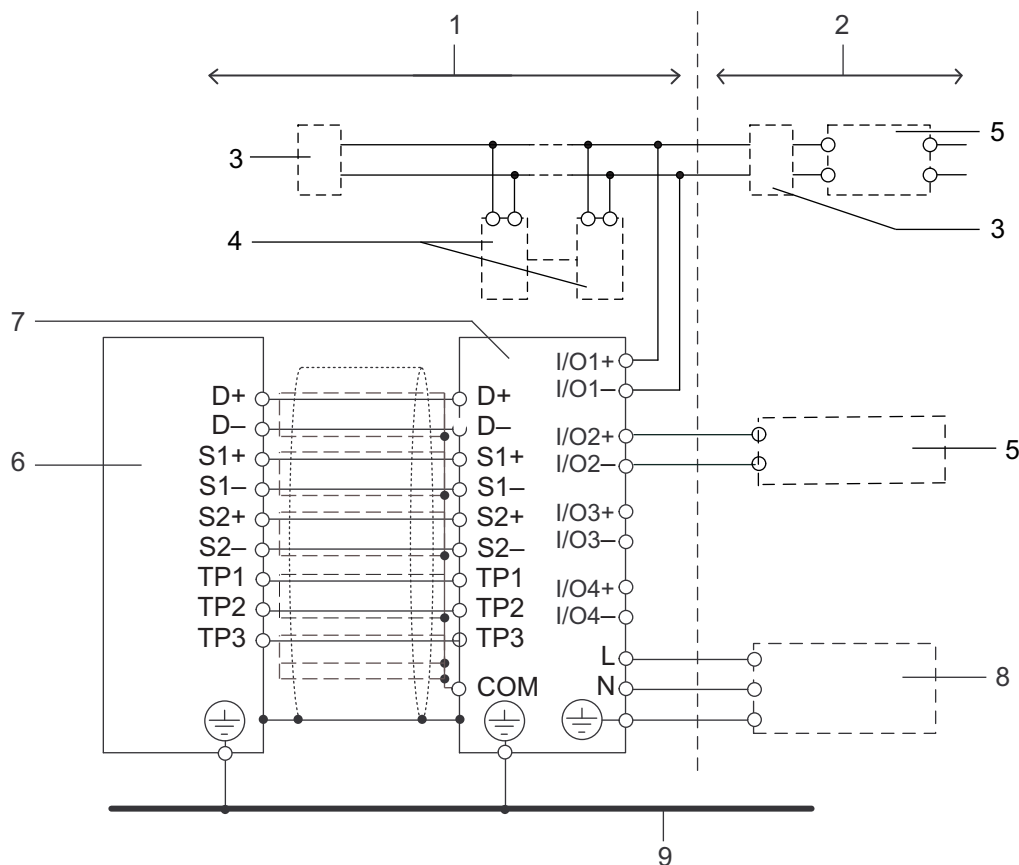 1
2
3
5
4
3
7
I/O1+
I/O1–
D+
D+
D–
D–
I/O2+
6
S1+
S1+
I/O2–
5
S1–
S1–
S2+
S2+
I/O3+
S2–
S2–
I/O3–
TP1
TP1
I/O4+
TP2
TP2
I/O4–
TP3
TP3
L
COM
N
8
9